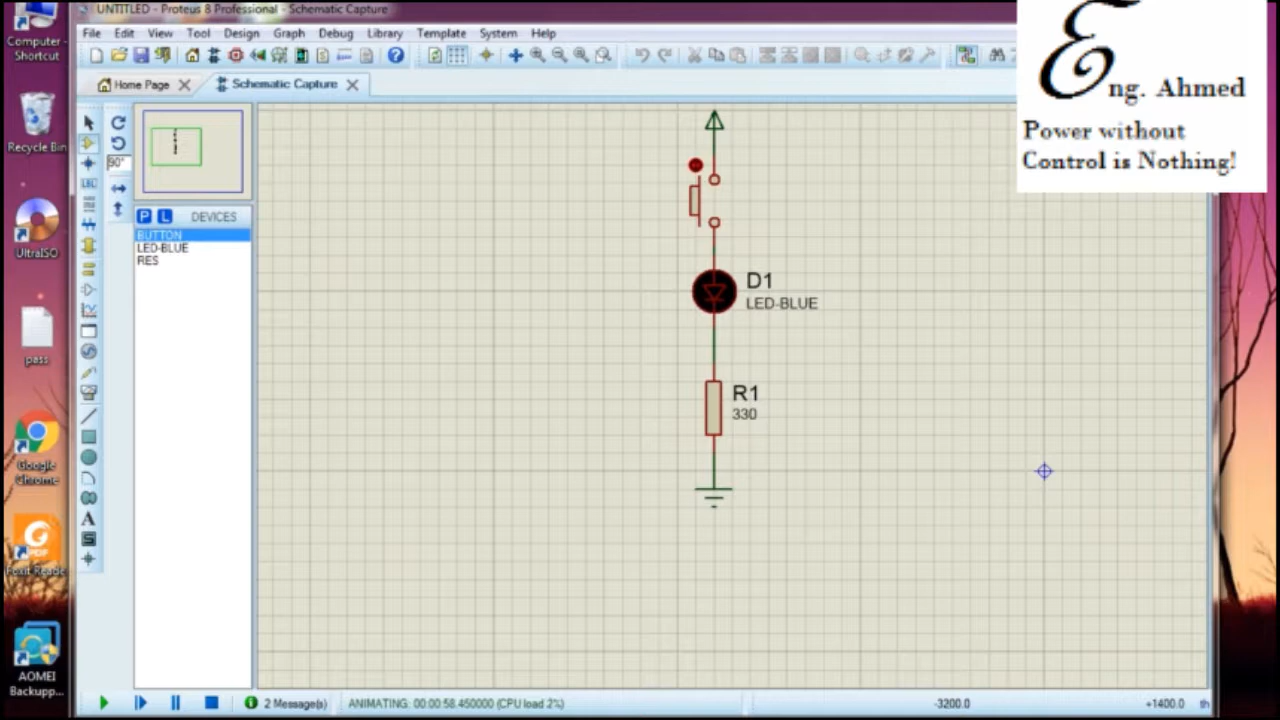 UNTITLED - Proteus 8 Professional - Schematic Capture
File Edit View Tool Design Graph Debug Library Template System Help
Home Page
Schematic Capture
Computer - Shortcut
Recycle Bin
UltraISO
pass
Google Chrome
AOMEI Backupp...
90°
P L DEVICES
BUTTON
LED-BLUE
RES
LBL
A
S
D1
LED-BLUE
R1
330
Eng. Ahmed
Power without
Control is Nothing!
2 Message(s)
ANIMATING: 00:00:58.450000 (CPU load 2%)
-3200.0
+1400.0
th